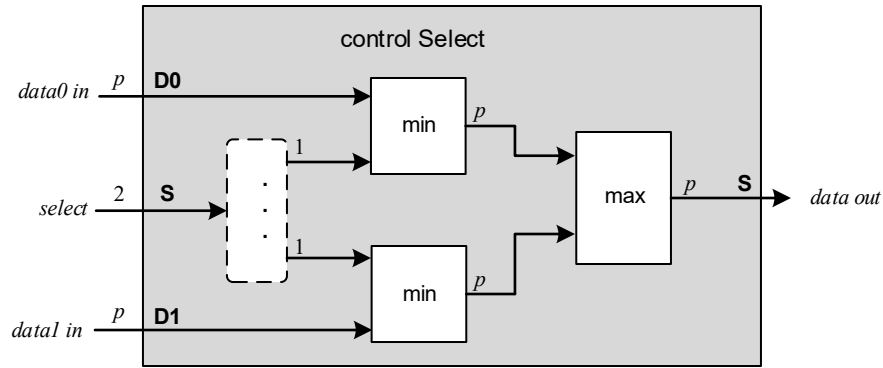 control Select
data0 in p D0
min p
1
select 2 S
max p S data out
1
min p
data1 in p D1